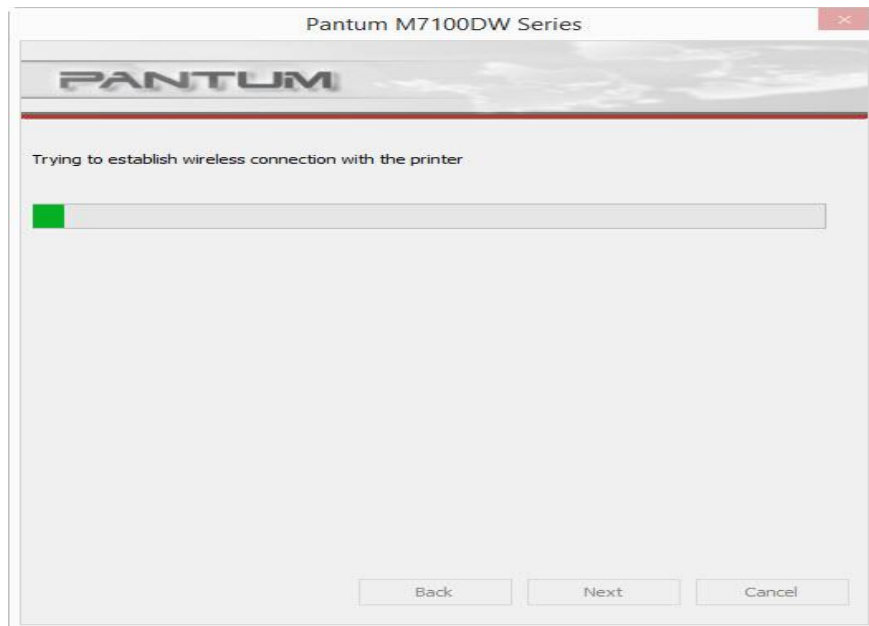 Pantum M7100DW Series
PANTUM
Trying to establish wireless connection with the printer
Back Next Cancel